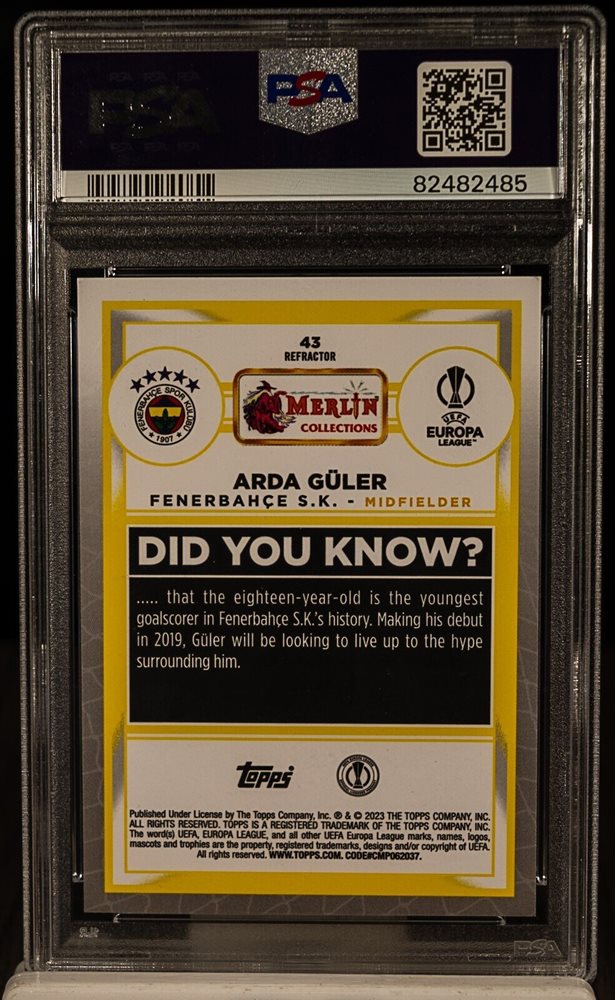 PSA
82482485
43
REFRACTOR
FENERBAHÇE SPOR KULÜBÜ
1907
MERLIN
COLLECTIONS
UEFA
EUROPA
LEAGUE™
ARDA GÜLER
FENERBAHÇE S.K. - MIDFIELDER
DID YOU KNOW?
..... that the eighteen-year-old is the youngest
goalscorer in Fenerbahçe S.K.'s history. Making his debut
in 2019, Güler will be looking to live up to the hype
surrounding him.
Topps
Published Under License by The Topps Company, Inc. ® & © 2023 THE TOPPS COMPANY, INC.
ALL RIGHTS RESERVED. TOPPS IS A REGISTERED TRADEMARK OF THE TOPPS COMPANY, INC.
The word(s) UEFA, EUROPA LEAGUE, and all other UEFA Europa League marks, names, logos,
mascots and trophies are the property, registered trademarks, designs and/or copyright of UEFA.
All rights reserved. WWW.TOPPS.COM. CODE#CMP062037.
PSA